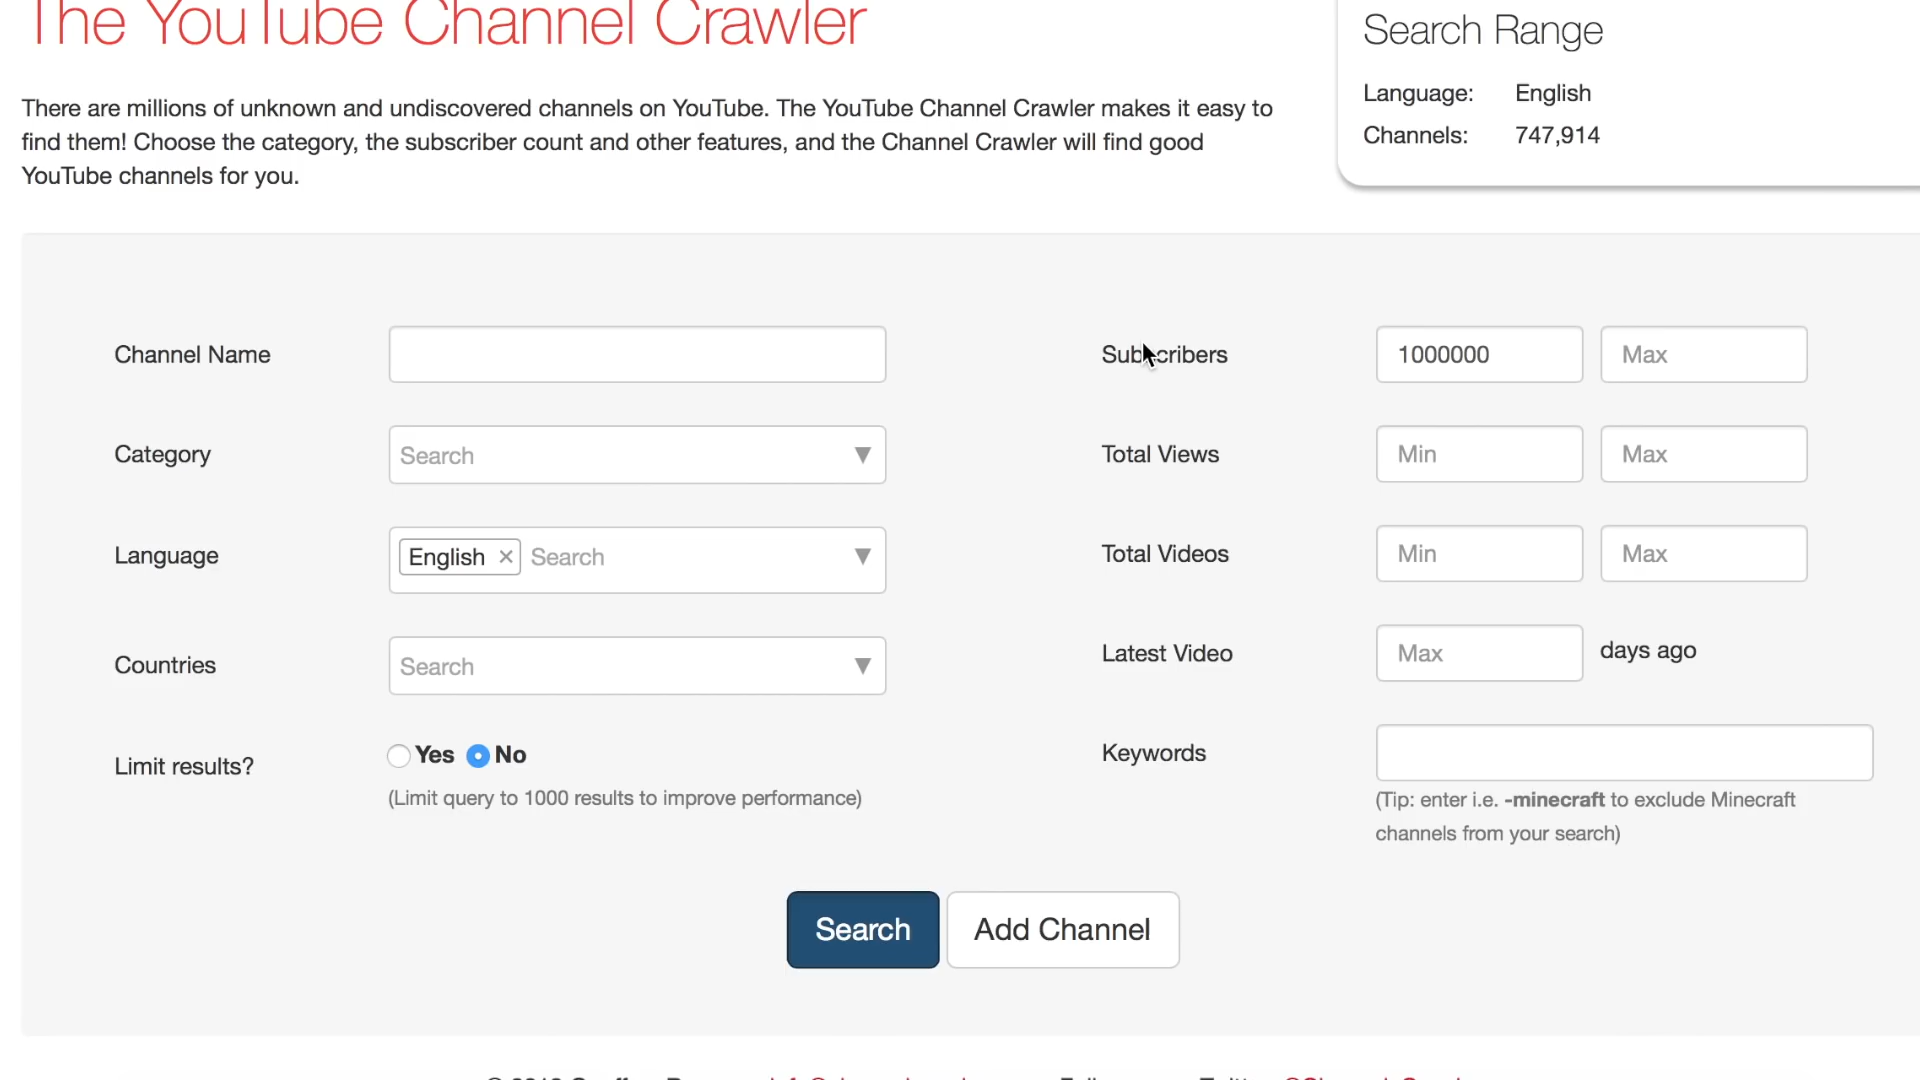 The YouTube Channel Crawler
There are millions of unknown and undiscovered channels on YouTube. The YouTube Channel Crawler makes it easy to
find them! Choose the category, the subscriber count and other features, and the Channel Crawler will find good
YouTube channels for you.
Search Range
Language: English
Channels: 747,914
Channel Name
Category Search
Language English × Search
Countries Search
Limit results? Yes No
(Limit query to 1000 results to improve performance)
Subscribers 1000000 Max
Total Views Min Max
Total Videos Min Max
Latest Video Max days ago
Keywords
(Tip: enter i.e. -minecraft to exclude Minecraft
channels from your search)
Search Add Channel